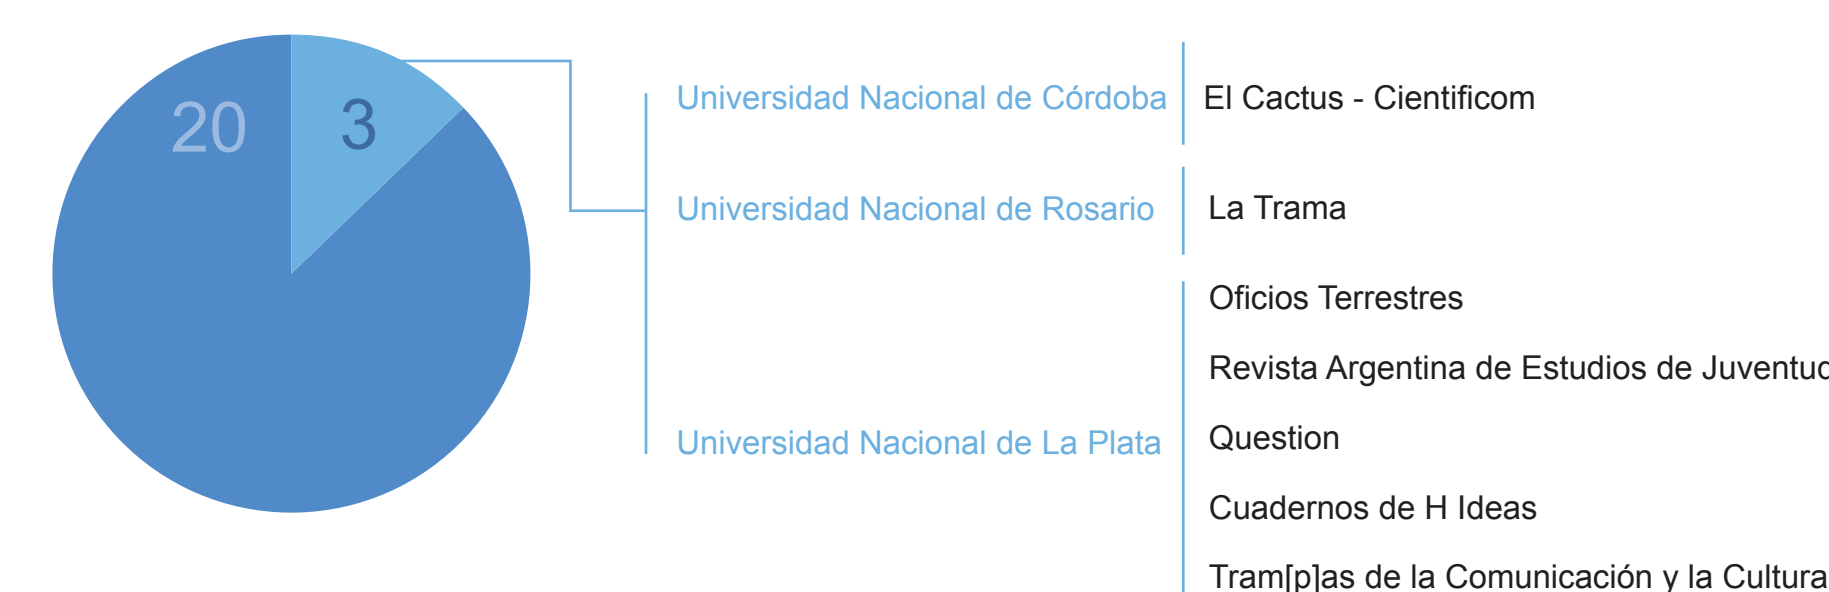 20
3
Universidad Nacional de Córdoba
El Cactus - Cientificom
Universidad Nacional de Rosario
La Trama
Oficios Terrestres
Revista Argentina de Estudios de Juventud
Universidad Nacional de La Plata
Question
Cuadernos de H Ideas
Tram[p]as de la Comunicación y la Cultura